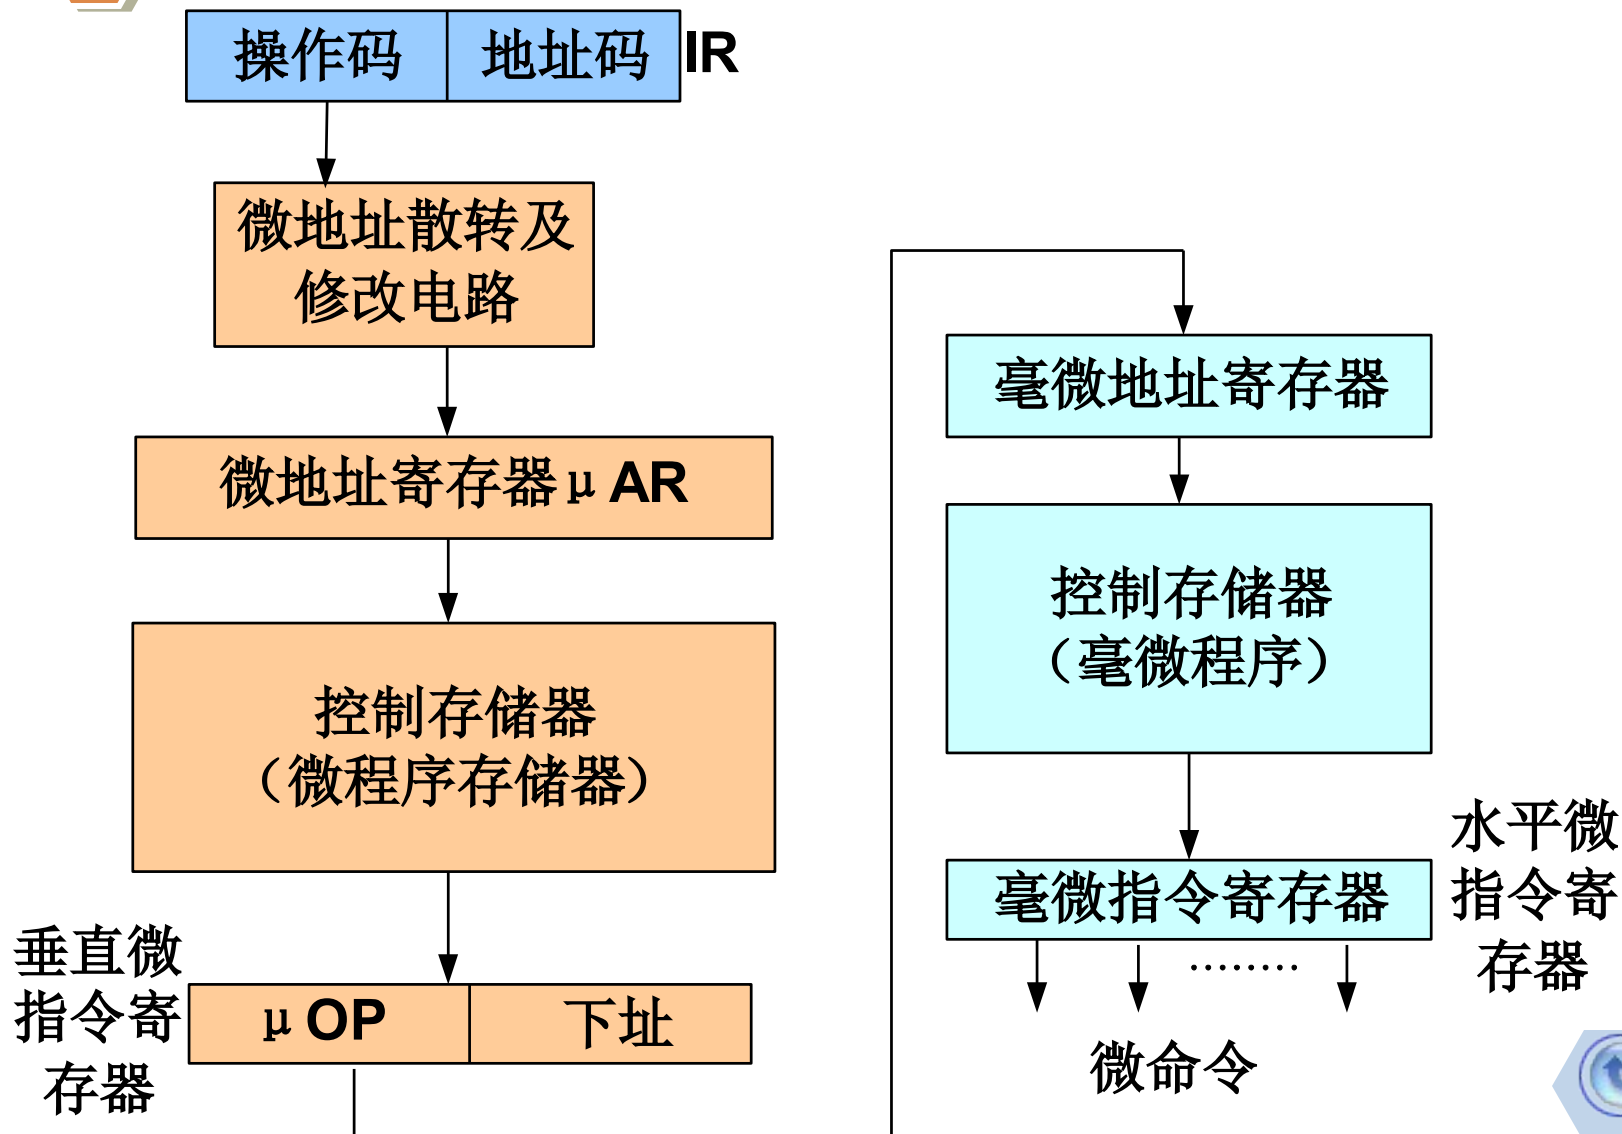 操作码 地址码 IR
微地址散转及
修改电路
微地址寄存器μ AR
控制存储器
（微程序存储器）
垂直微
指令寄
存器
μ OP 下址
毫微地址寄存器
控制存储器
（毫微程序）
毫微指令寄存器
水平微
指令寄
存器
........
微命令